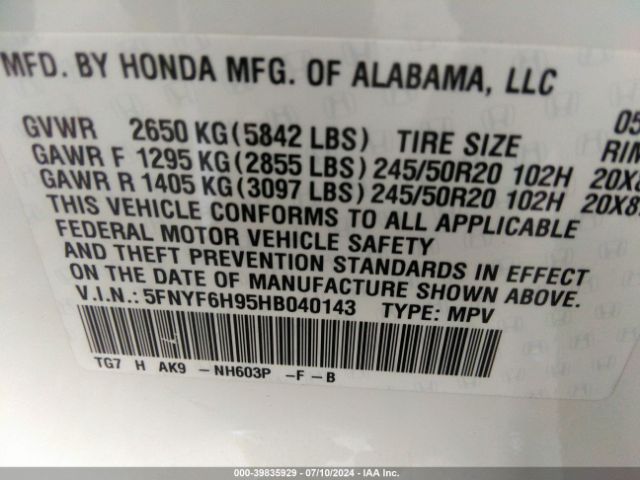 MFD. BY HONDA MFG. OF ALABAMA, LLC
GVWR 2650 KG (5842 LBS) TIRE SIZE
GAWR F 1295 KG (2855 LBS) 245/50R20 102H
GAWR R 1405 KG (3097 LBS) 245/50R20 102H
THIS VEHICLE CONFORMS TO ALL APPLICABLE
FEDERAL MOTOR VEHICLE SAFETY
AND THEFT PREVENTION STANDARDS IN EFFECT
ON THE DATE OF MANUFACTURE SHOWN ABOVE.
V.I.N.: 5FNYF6H95HB040143 TYPE: MPV
TG7 H AK9 -NH603P -F-B
000-39835929 - 07/10/2024 - IAA Inc.